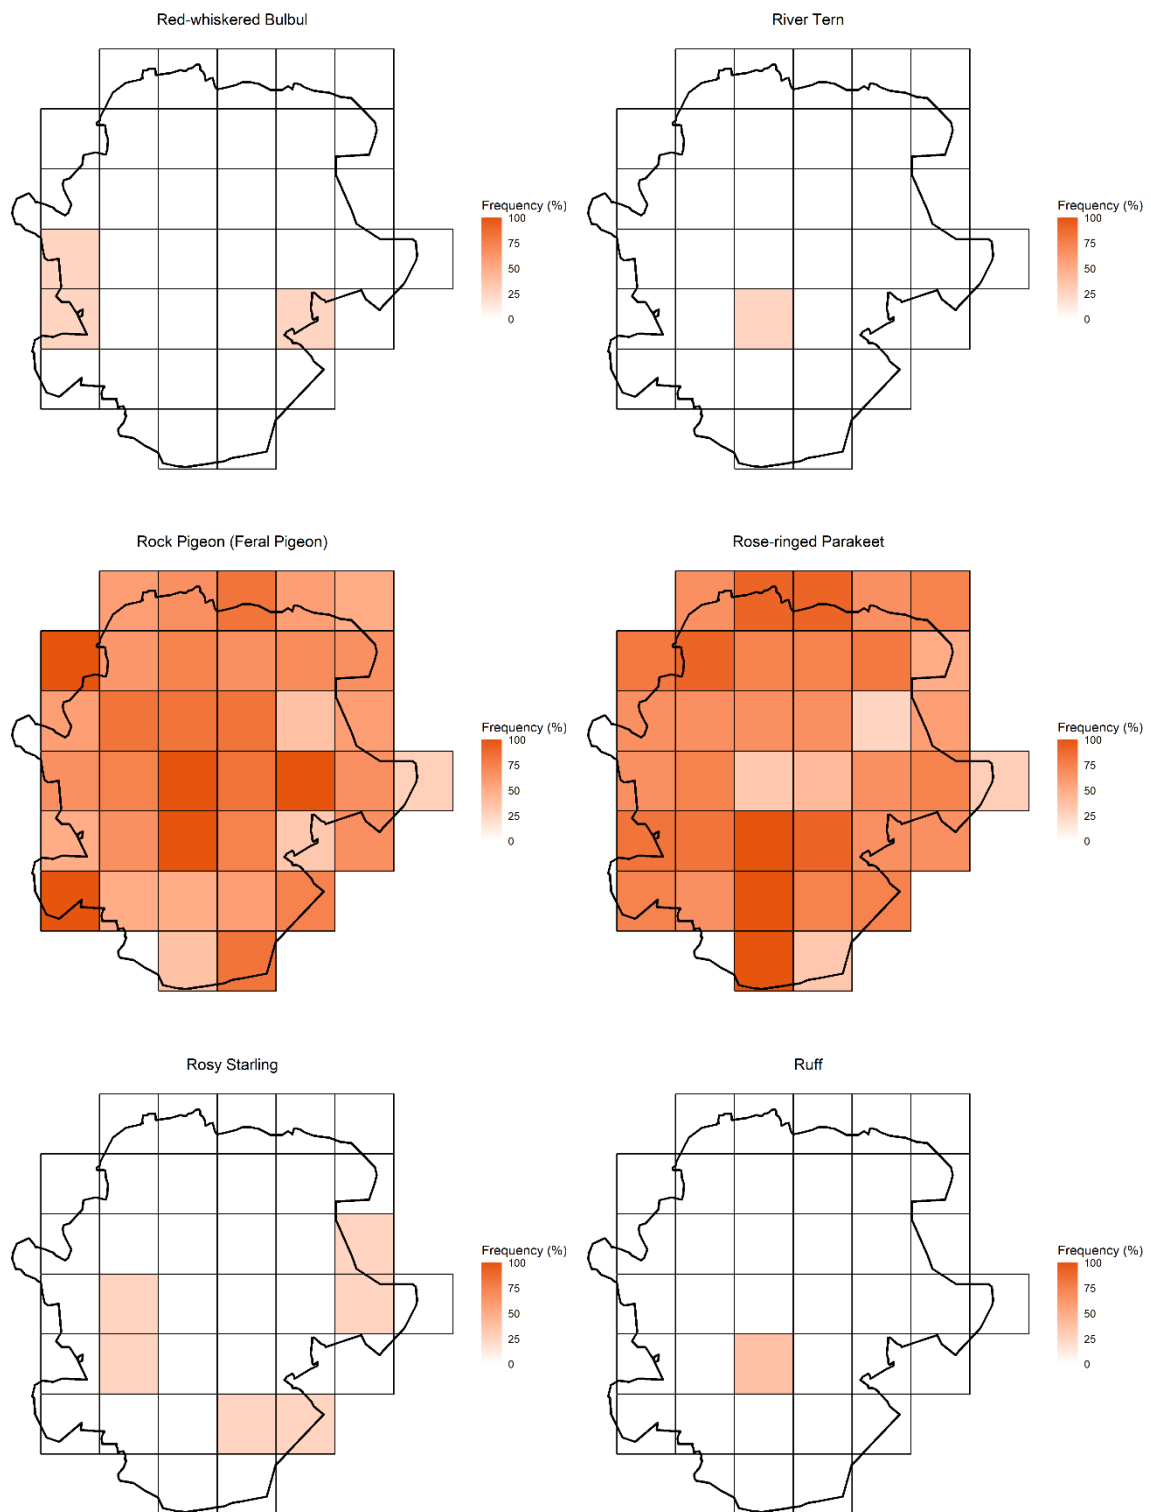 Red-whiskered Bulbul
River Tern
Frequency (%)
100
75
50
25
0
Frequency (%)
100
75
50
25
0
Rock Pigeon (Feral Pigeon)
Rose-ringed Parakeet
Frequency (%)
100
75
50
25
0
Frequency (%)
100
75
50
25
0
Rosy Starling
Ruff
Frequency (%)
100
75
50
25
0
Frequency (%)
100
75
50
25
0